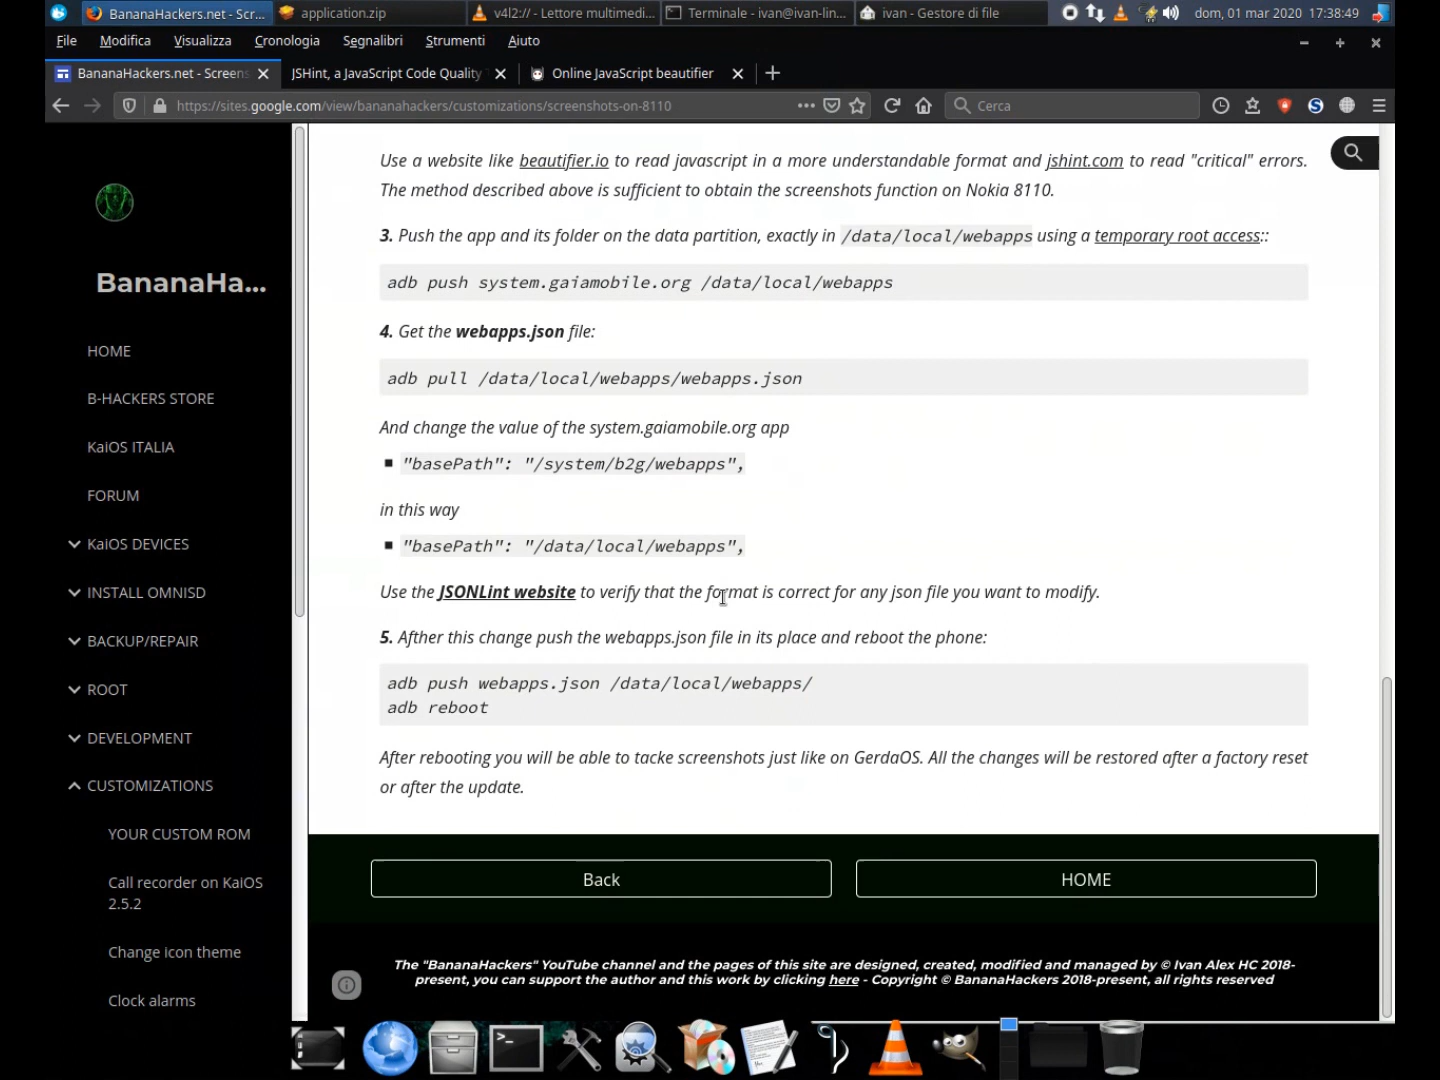 BananaHackers.net - Scr...
application.zip
v4l2:// - Lettore multimedi...
Terminale - ivan@ivan-lin...
ivan - Gestore di file
dom, 01 mar 2020 17:38:49
File
Modifica
Visualizza
Cronologia
Segnalibri
Strumenti
Aiuto
BananaHackers.net - Screens
JSHint, a JavaScript Code Quality
Online JavaScript beautifier
https://sites.google.com/view/bananahackers/customizations/screenshots-on-8110
Cerca
BananaHa...
HOME
B-HACKERS STORE
KaiOS ITALIA
FORUM
KaiOS DEVICES
INSTALL OMNISD
BACKUP/REPAIR
ROOT
DEVELOPMENT
CUSTOMIZATIONS
YOUR CUSTOM ROM
Call recorder on KaiOS
2.5.2
Change icon theme
Clock alarms
Use a website like beautifier.io to read javascript in a more understandable format and jshint.com to read "critical" errors.
The method described above is sufficient to obtain the screenshots function on Nokia 8110.
3. Push the app and its folder on the data partition, exactly in /data/local/webapps using a temporary root access::
adb push system.gaiamobile.org /data/local/webapps
4. Get the webapps.json file:
adb pull /data/local/webapps/webapps.json
And change the value of the system.gaiamobile.org app
"basePath": "/system/b2g/webapps",
in this way
"basePath": "/data/local/webapps",
Use the JSONLint website to verify that the format is correct for any json file you want to modify.
5. Afther this change push the webapps.json file in its place and reboot the phone:
adb push webapps.json /data/local/webapps/
adb reboot
After rebooting you will be able to tacke screenshots just like on GerdaOS. All the changes will be restored after a factory reset
or after the update.
Back
HOME
The "BananaHackers" YouTube channel and the pages of this site are designed, created, modified and managed by © Ivan Alex HC 2018-
present, you can support the author and this work by clicking here - Copyright © BananaHackers 2018-present, all rights reserved